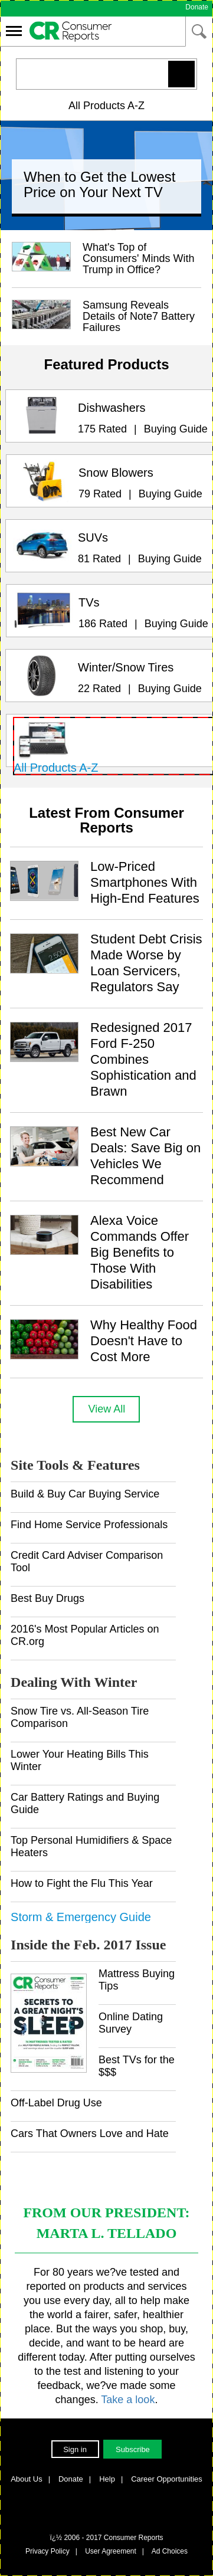 Donate
CR Consumer Reports
All Products A-Z
When to Get the Lowest
Price on Your Next TV
What's Top of
Consumers' Minds With
Trump in Office?
Samsung Reveals
Details of Note7 Battery
Failures
Featured Products
Dishwashers
175 Rated | Buying Guide
Snow Blowers
79 Rated | Buying Guide
SUVs
81 Rated | Buying Guide
TVs
186 Rated | Buying Guide
Winter/Snow Tires
22 Rated | Buying Guide
All Products A-Z
Latest From Consumer
Reports
Low-Priced
Smartphones With
High-End Features
Student Debt Crisis
Made Worse by
Loan Servicers,
Regulators Say
Redesigned 2017
Ford F-250
Combines
Sophistication and
Brawn
Best New Car
Deals: Save Big on
Vehicles We
Recommend
Alexa Voice
Commands Offer
Big Benefits to
Those With
Disabilities
Why Healthy Food
Doesn't Have to
Cost More
View All
Site Tools & Features
Build & Buy Car Buying Service
Find Home Service Professionals
Credit Card Adviser Comparison
Tool
Best Buy Drugs
2016's Most Popular Articles on
CR.org
Dealing With Winter
Snow Tire vs. All-Season Tire
Comparison
Lower Your Heating Bills This
Winter
Car Battery Ratings and Buying
Guide
Top Personal Humidifiers & Space
Heaters
How to Fight the Flu This Year
Storm & Emergency Guide
Inside the Feb. 2017 Issue
CR Consumer Reports
SECRETS TO
A GREAT NIGHT'S
SLEEP
Mattress Buying
Tips
Online Dating
Survey
Best TVs for the
$$$
Off-Label Drug Use
Cars That Owners Love and Hate
FROM OUR PRESIDENT:
MARTA L. TELLADO
For 80 years we?ve tested and
reported on products and services
you use every day, all to help make
the world a fairer, safer, healthier
place. But the ways you shop, buy,
decide, and want to be heard are
different today. After putting ourselves
to the test and listening to your
feedback, we?ve made some
changes. Take a look.
Sign in
Subscribe
About Us | Donate | Help | Career Opportunities
ï¿½ 2006 - 2017 Consumer Reports
Privacy Policy | User Agreement | Ad Choices